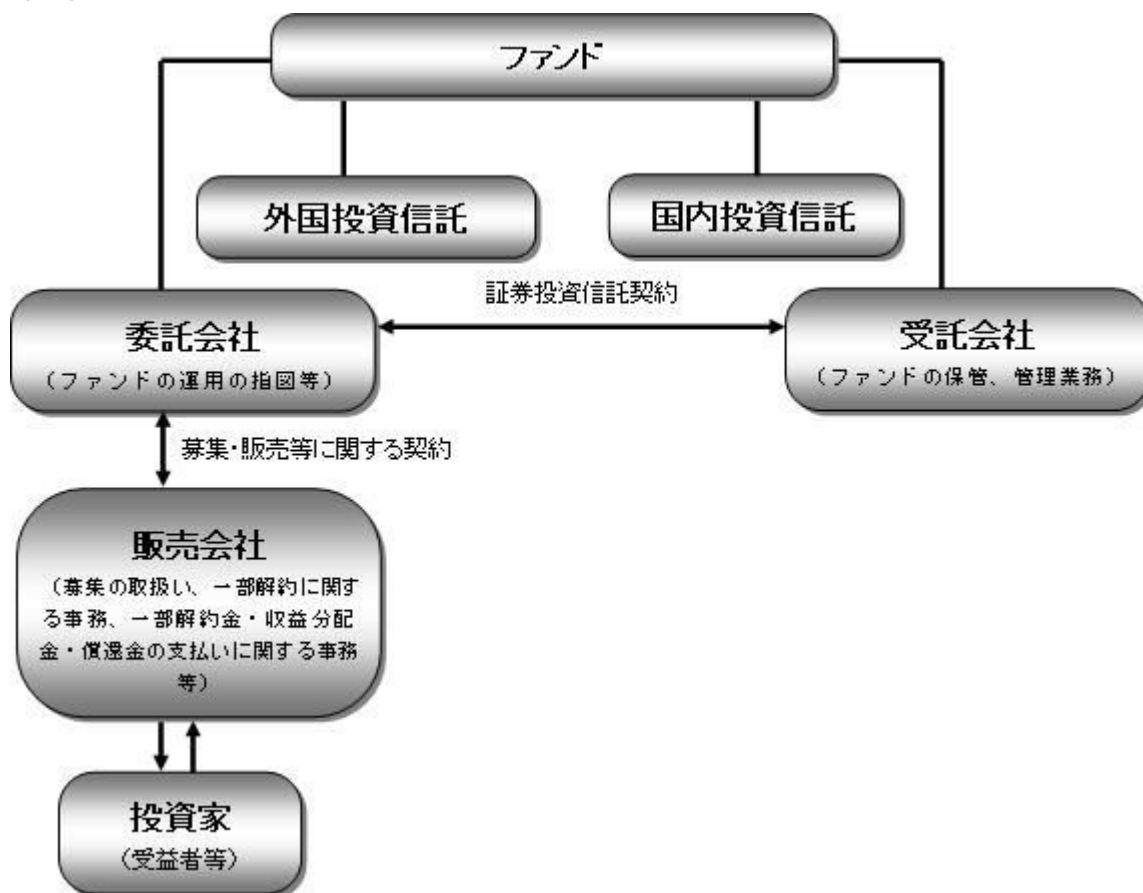 ファンド
外国投資信託
国内投資信託
証券投資信託契約
委託会社
(ファンドの運用の指図等)
受託会社
(ファンドの保管、管理業務)
募集・販売等に関する契約
販売会社
(募集の取扱い、一部解約に関す
る事務、一部解約金・収益分配
金・償還金の支払いに関する事務
等)
投資家
(受益者等)